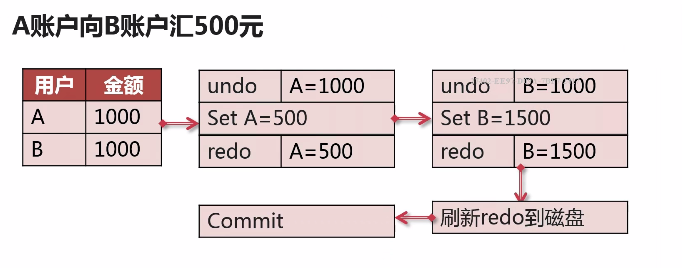 A账户向B账户汇500元
用户 金额
A 1000
B 1000
undo A=1000
Set A=500
redo A=500
undo B=1000
Set B=1500
redo B=1500
刷新redo到磁盘
Commit